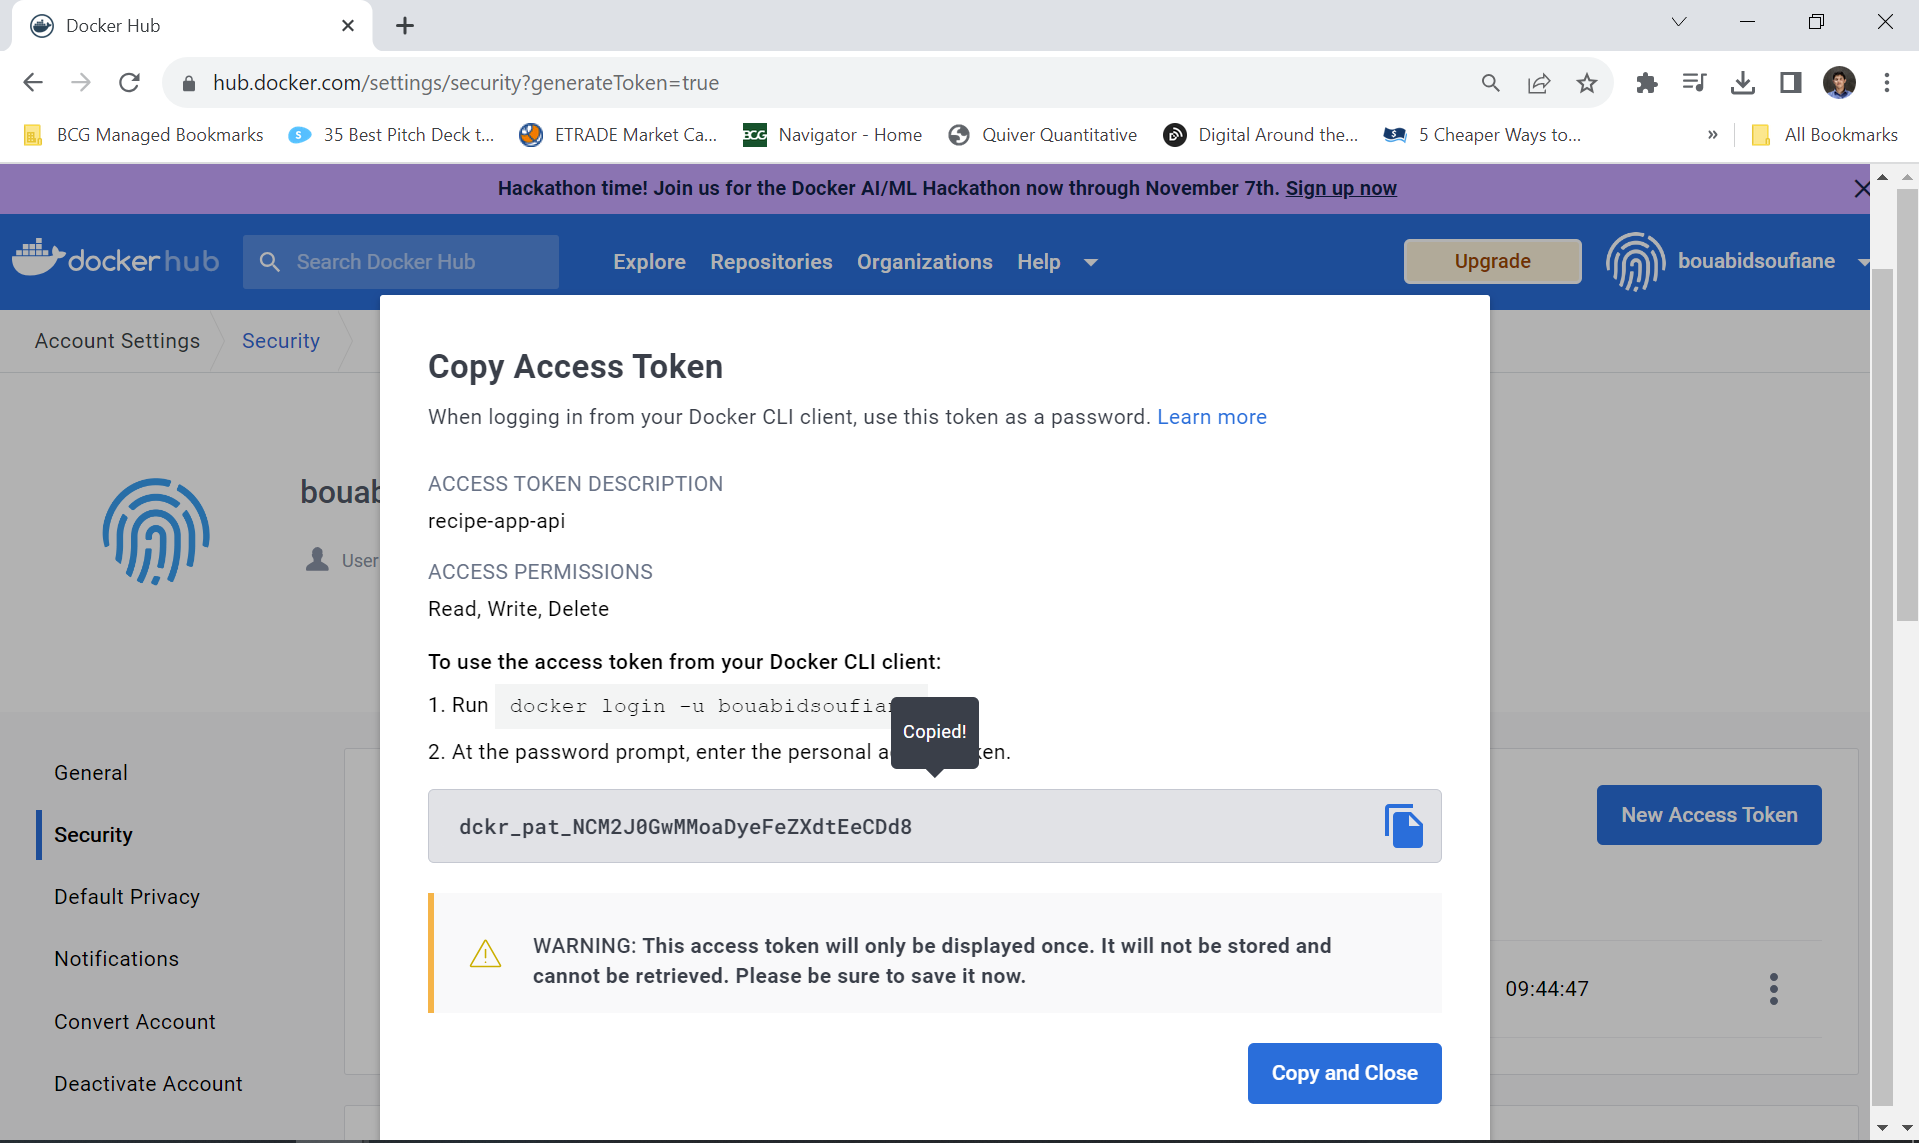 Docker Hub
hub.docker.com/settings/security?generateToken=true
BCG Managed Bookmarks
35 Best Pitch Deck t...
ETRADE Market Ca...
BCG
Navigator - Home
Quiver Quantitative
Digital Around the...
5 Cheaper Ways to...
»
All Bookmarks
Hackathon time! Join us for the Docker AI/ML Hackathon now through November 7th. Sign up now
dockerhub
Search Docker Hub
Explore
Repositories
Organizations
Help
Upgrade
bouabidsoufiane
Account Settings
Security
Copy Access Token
When logging in from your Docker CLI client, use this token as a password. Learn more
ACCESS TOKEN DESCRIPTION
recipe-app-api
bouab
User
ACCESS PERMISSIONS
Read, Write, Delete
To use the access token from your Docker CLI client:
1. Run docker login -u bouabidsoufian
Copied!
2. At the password prompt, enter the personal a ken.
General
Security
Default Privacy
Notifications
Convert Account
Deactivate Account
dckr_pat_NCM2J0GwMMoaDyeFeZXdtEeCDd8
New Access Token
WARNING: This access token will only be displayed once. It will not be stored and
cannot be retrieved. Please be sure to save it now.
09:44:47
Copy and Close